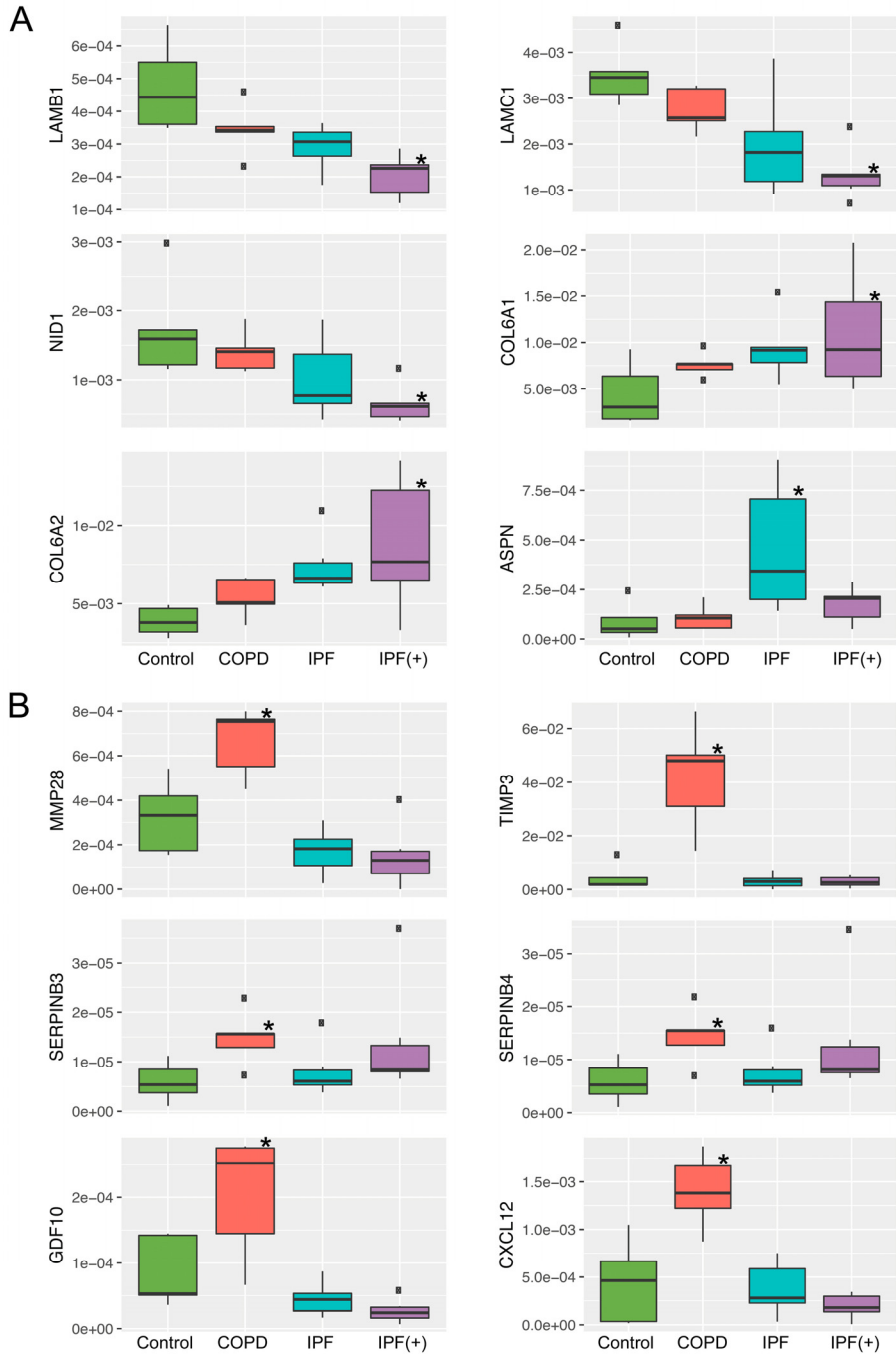 A
LAMB1
6e−04
5e−04
4e−04
3e−04
2e−04
1e−04
*
LAMC1
4e−03
3e−03
2e−03
1e−03
*
NID1
3e−03
2e−03
1e−03
*
COL6A1
2.0e−02
1.5e−02
1.0e−02
5.0e−03
*
COL6A2
1e−02
5e−03
*
Control COPD IPF IPF(+)
ASPN
7.5e−04
5.0e−04
2.5e−04
0.0e+00
*
Control COPD IPF IPF(+)
B
MMP28
8e−04
6e−04
4e−04
2e−04
0e+00
*
TIMP3
6e−02
4e−02
2e−02
0e+00
*
SERPINB3
3e−05
2e−05
1e−05
0e+00
*
SERPINB4
3e−05
2e−05
1e−05
0e+00
*
GDF10
2e−04
1e−04
0e+00
*
Control COPD IPF IPF(+)
CXCL12
1.5e−03
1.0e−03
5.0e−04
0.0e+00
*
Control COPD IPF IPF(+)